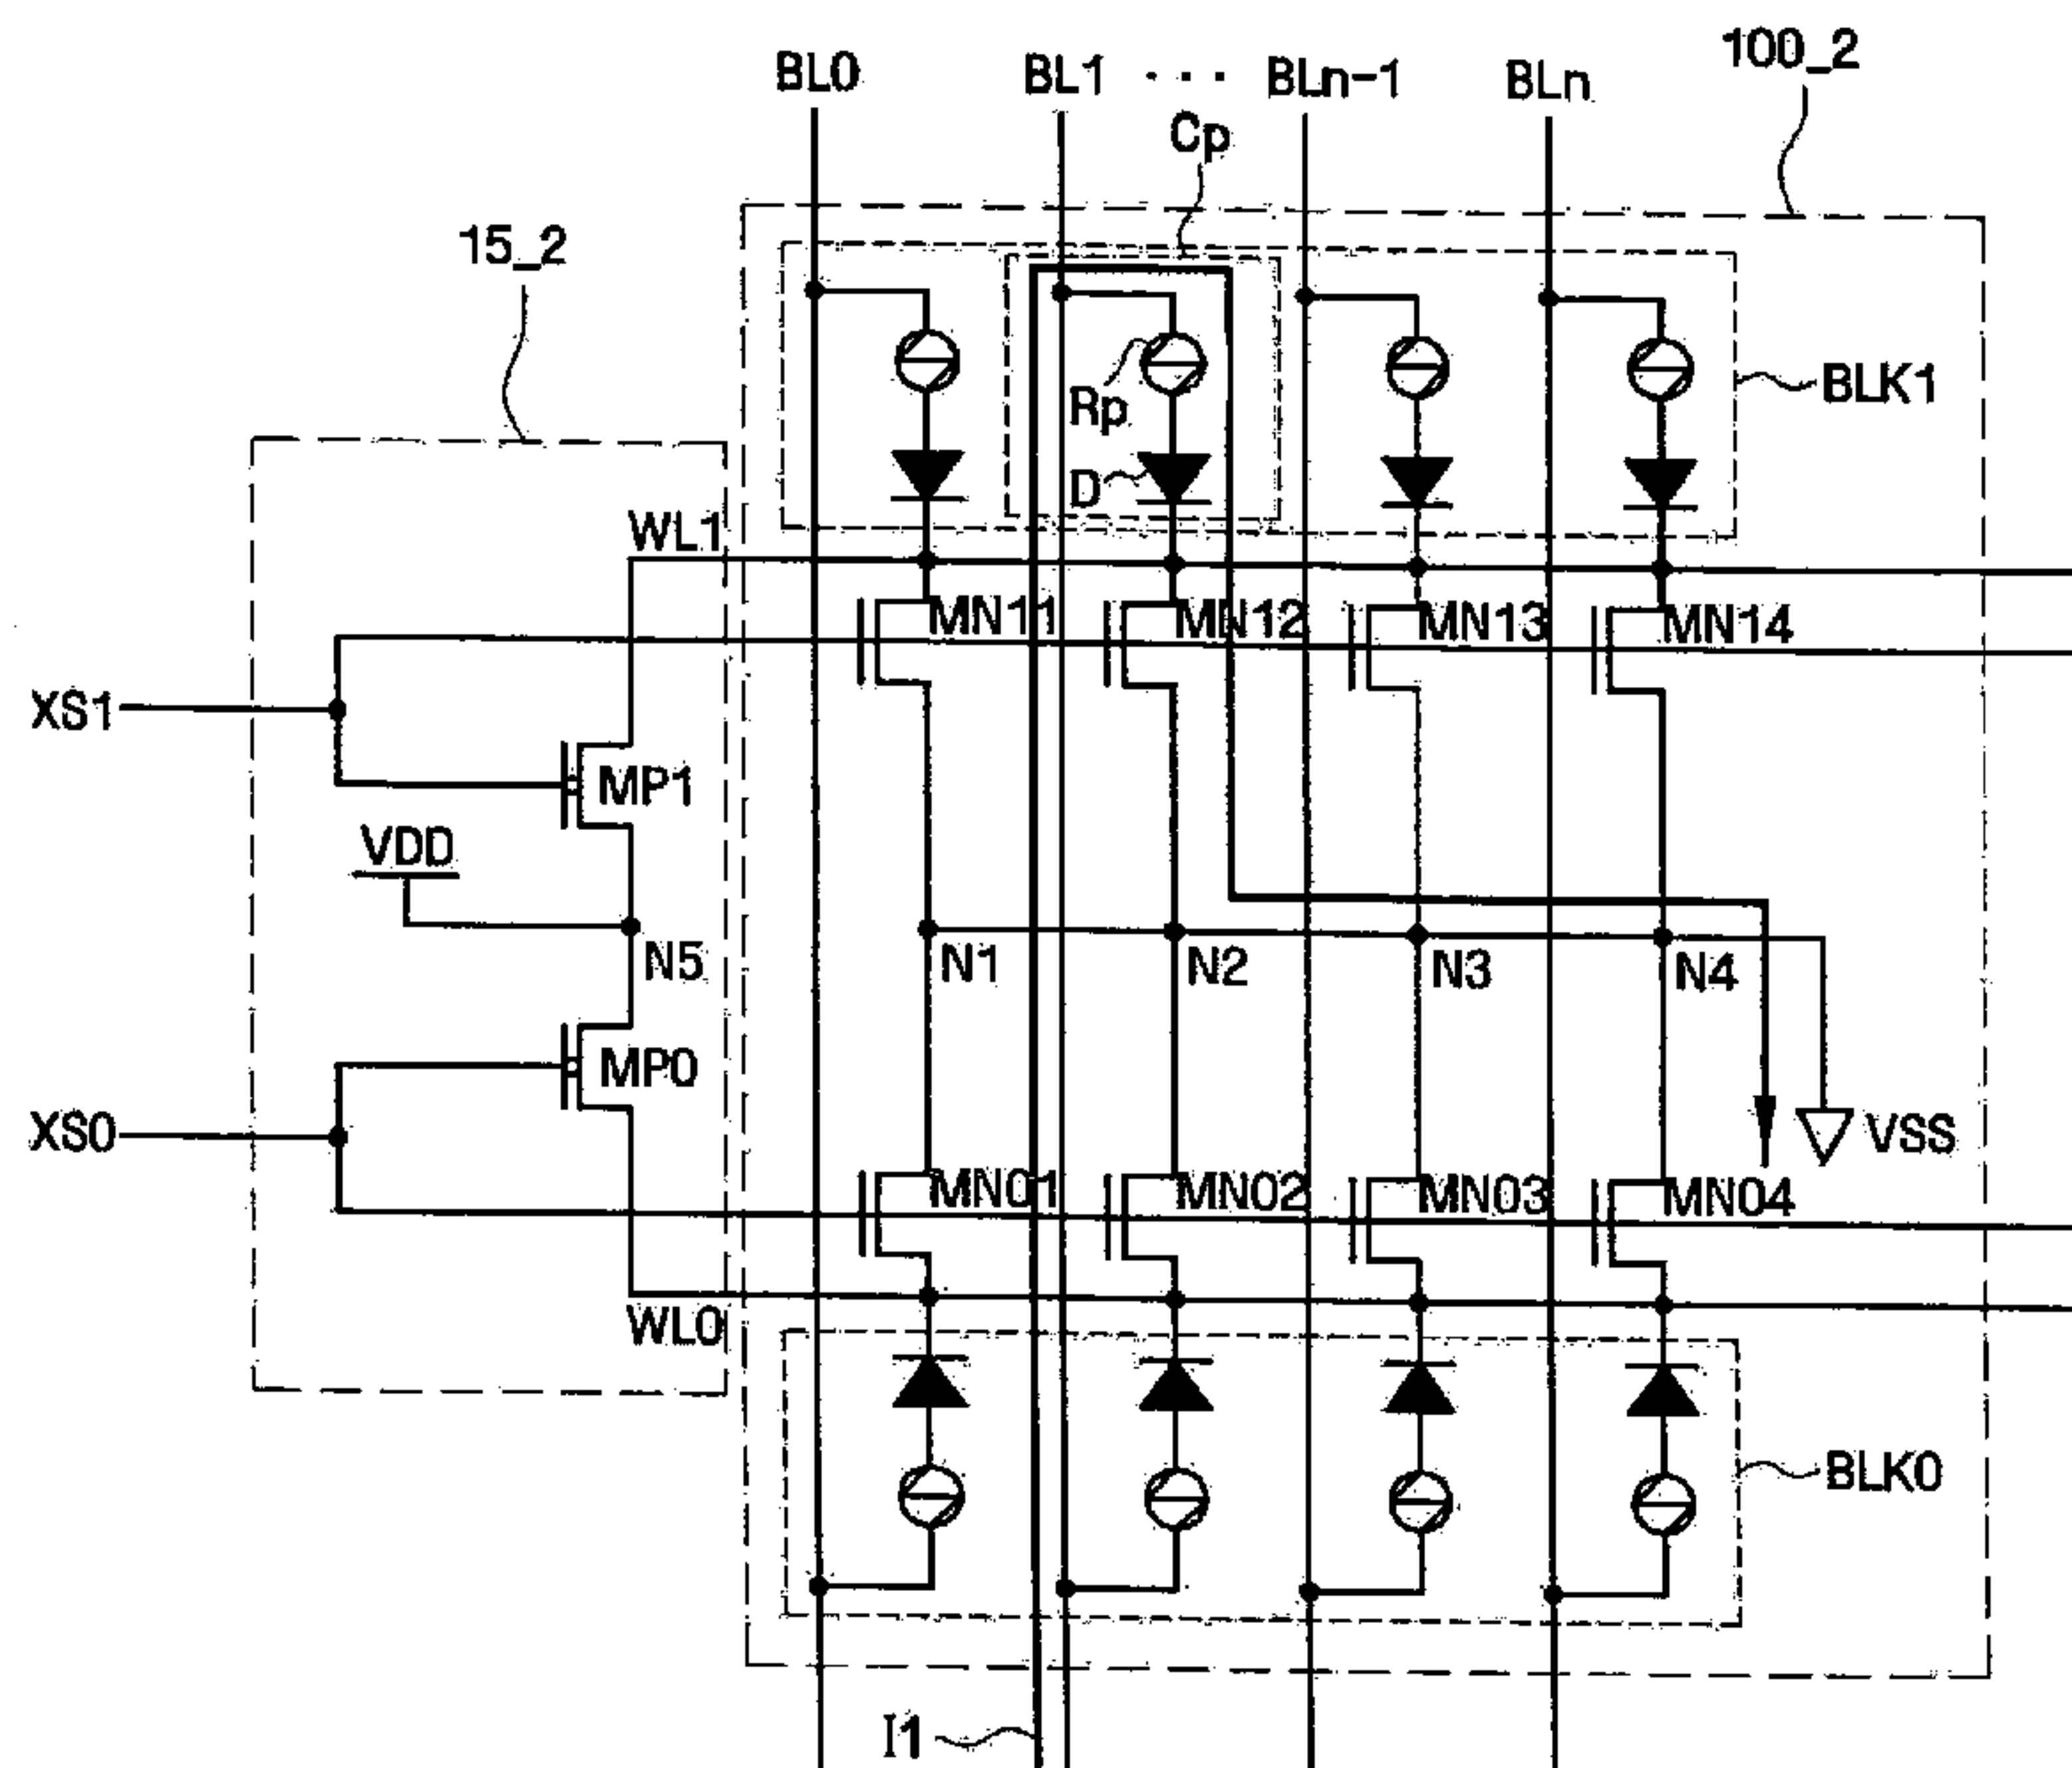 100_2
BL0 BL1 ··· BLn-1 BLn
Cp
15_2
Rp
BLK1
D
WL1
MN11 MN12 MN13 MN14
XS1
MP1
VDD
N5 N1 N2 N3 N4
MP0
XS0
VSS
MN01 MN02 MN03 MN04
WL0
BLK0
I1